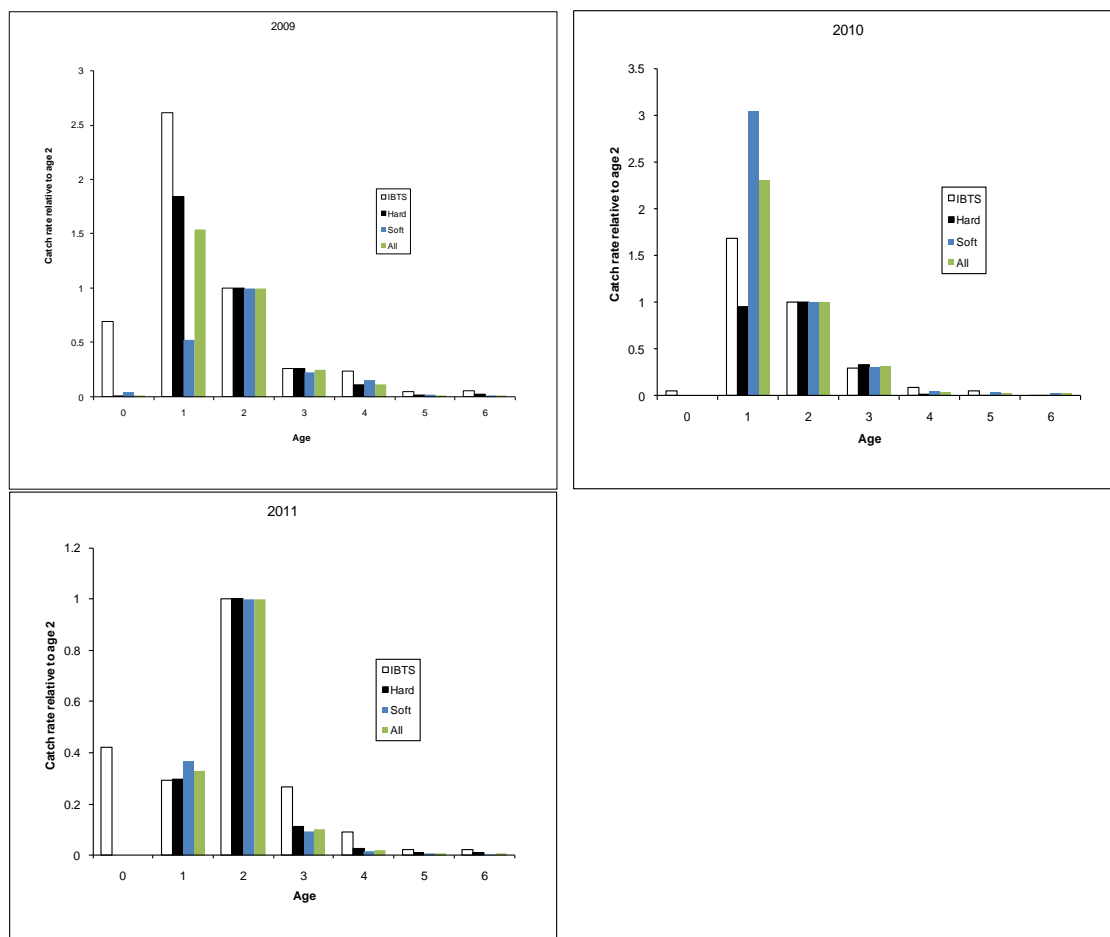 2009
3
2.5
2
1.5
1
0.5
0
Catch rate relative to age 2
IBTS
Hard
Soft
All
0 1 2 3 4 5 6
Age
2010
3.5
3
2.5
2
1.5
1
0.5
0
Catch rate relative to age 2
IBTS
Hard
Soft
All
0 1 2 3 4 5 6
Age
2011
1.2
1
0.8
0.6
0.4
0.2
0
Catch rate relative to age 2
IBTS
Hard
Soft
All
0 1 2 3 4 5 6
Age